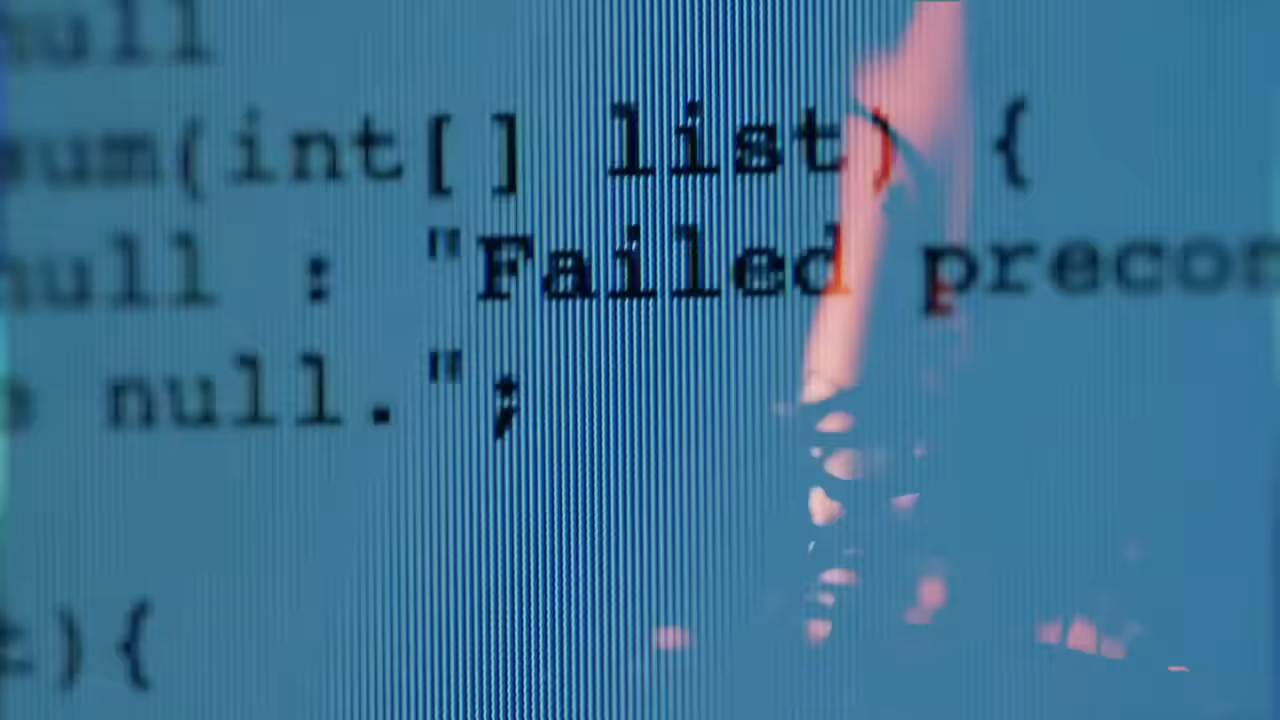 null
sum(int[] list) {
null : "Failed precon
null.";
t){